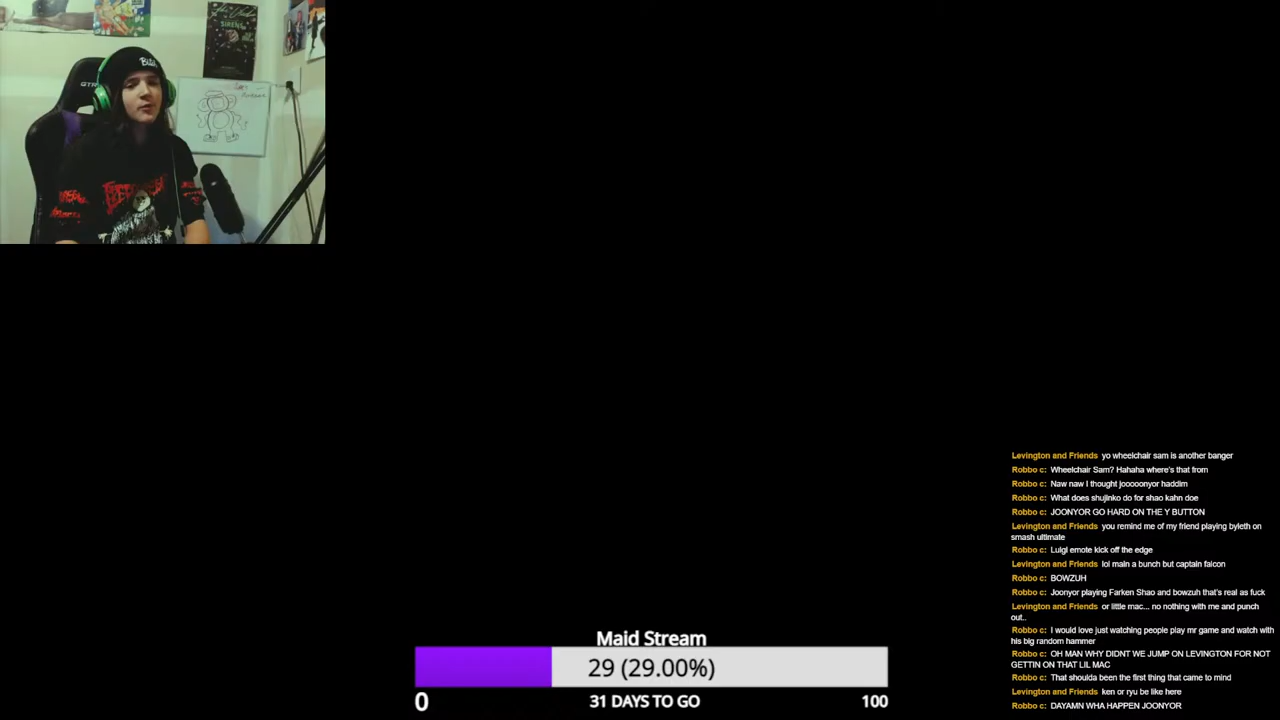 SIRENS
GTR
Levington and Friends yo wheelchair sam is another banger
Robbo c: Wheelchair Sam? Hahaha where's that from
Robbo c: Naw naw I thought jooooonyor haddim
Robbo c: What does shujinko do for shao kahn doe
Robbo c: JOONYOR GO HARD ON THE Y BUTTON
Levington and Friends you remind me of my friend playing byleth on
smash ultimate
Robbo c: Luigi emote kick off the edge
Levington and Friends lol main a bunch but captain falcon
Robbo c: BOWZUH
Robbo c: Joonyor playing Farken Shao and bowzuh that's real as fuck
Levington and Friends or little mac... no nothing with me and punch
out..
Robbo c: I would love just watching people play mr game and watch with
his big random hammer
Robbo c: OH MAN WHY DIDNT WE JUMP ON LEVINGTON FOR NOT
GETTIN ON THAT LIL MAC
Robbo c: That shoulda been the first thing that came to mind
Levington and Friends ken or ryu be like here
Robbo c: DAYAMN WHA HAPPEN JOONYOR
Maid Stream
29 (29.00%)
0 31 DAYS TO GO 100